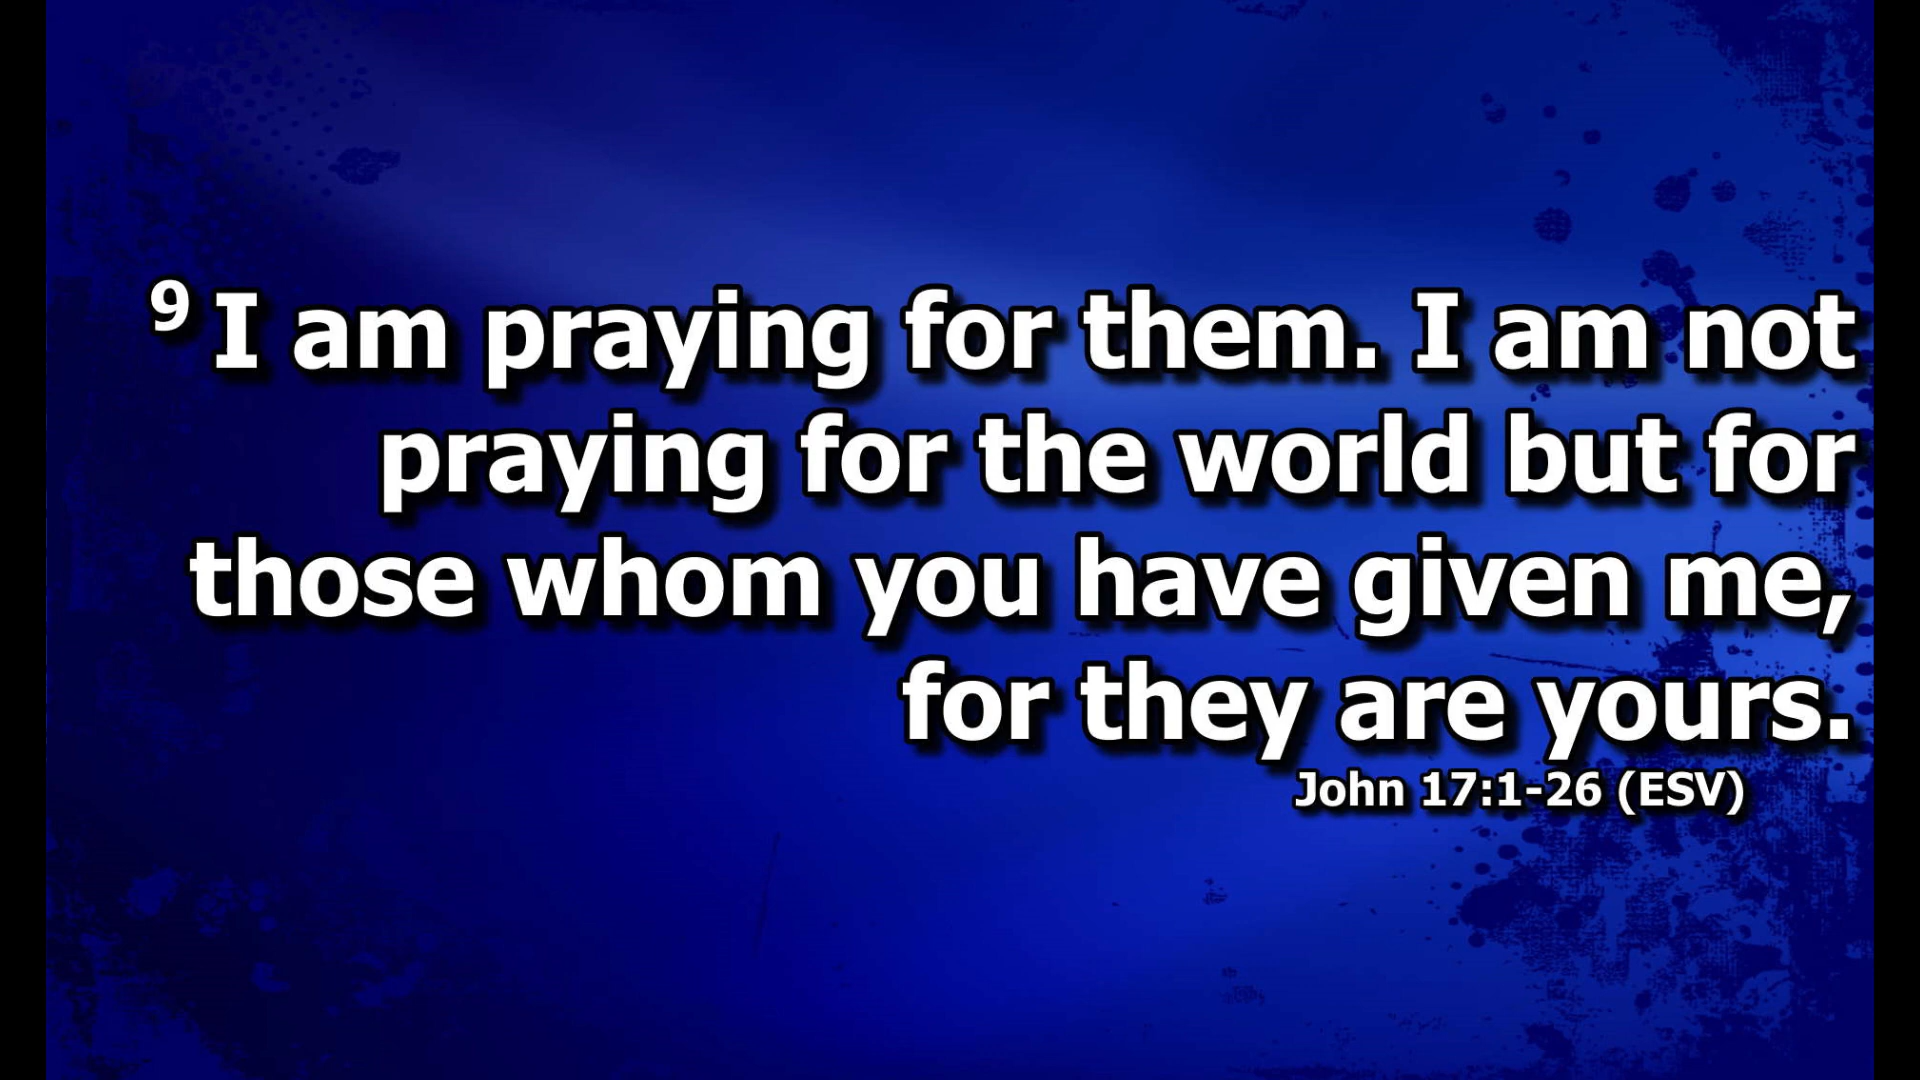 9 I am praying for them. I am not
praying for the world but for
those whom you have given me,
for they are yours.
John 17:1-26 (ESV)